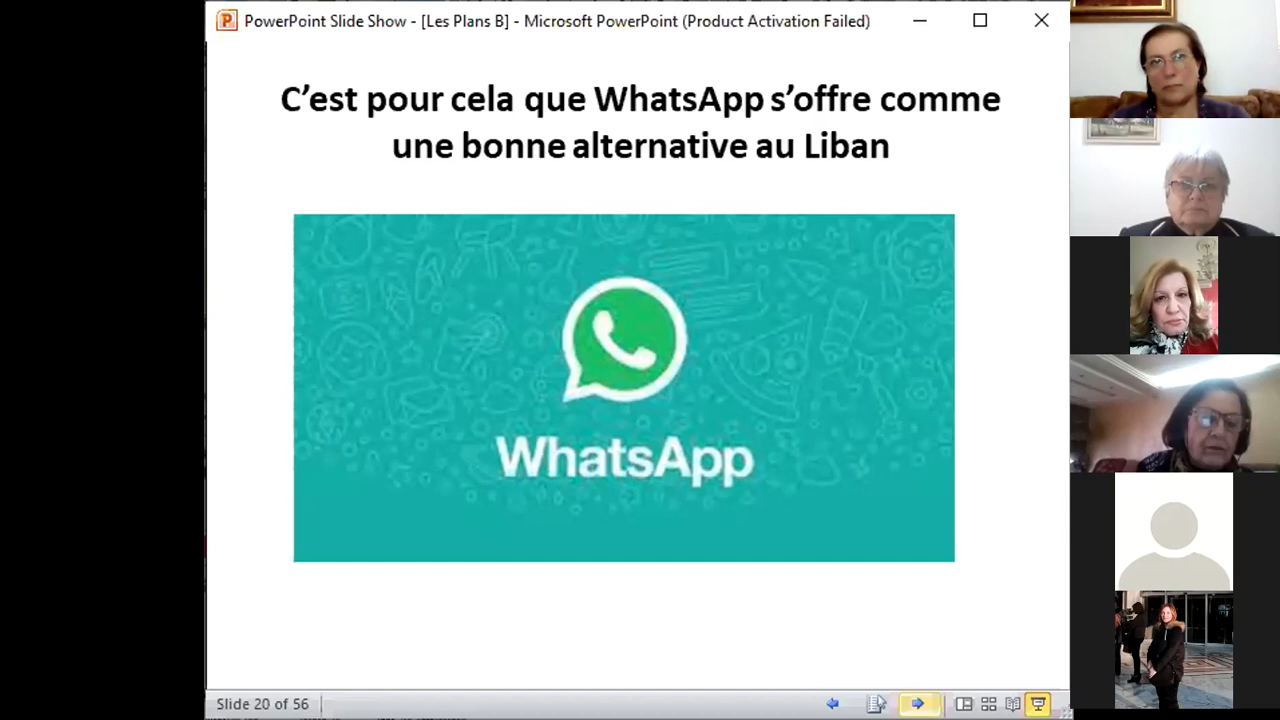 PowerPoint Slide Show - [Les Plans B] - Microsoft PowerPoint (Product Activation Failed)
C’est pour cela que WhatsApp s’offre comme
une bonne alternative au Liban
WhatsApp
Slide 20 of 56